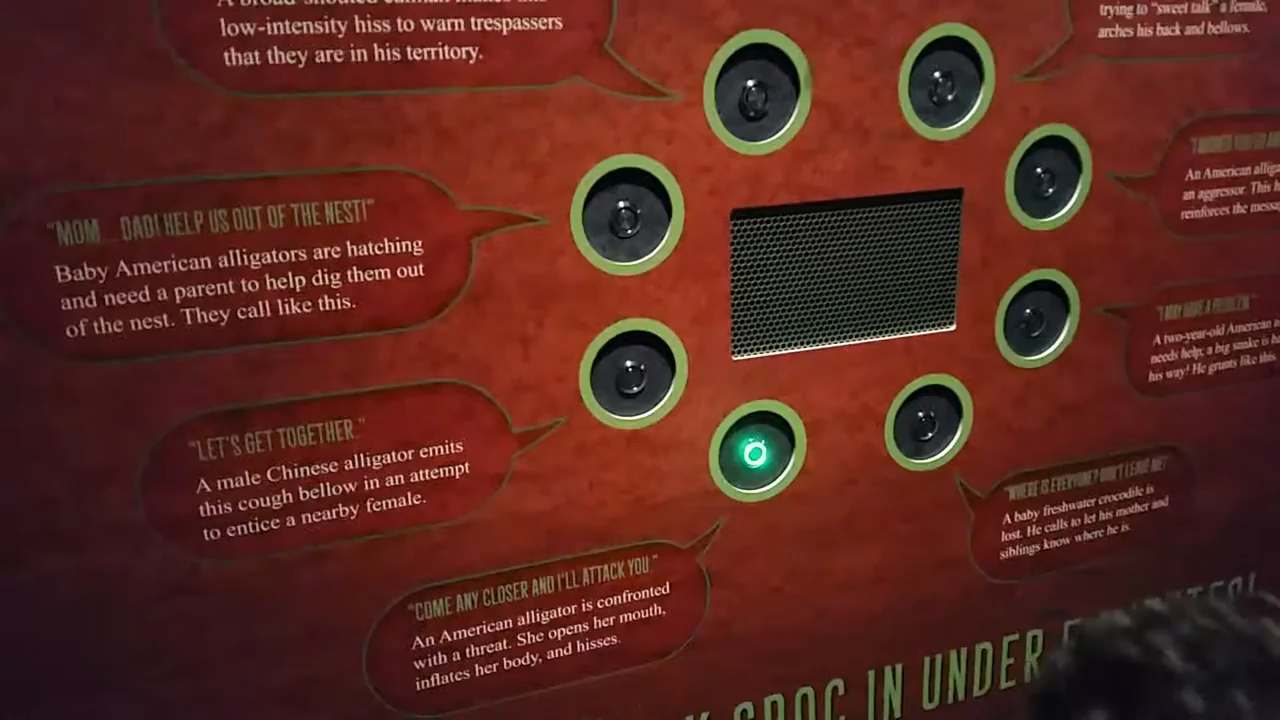 low-intensity hiss to warn trespassers
that they are in his territory.
trying to "sweet talk" a female,
arches his back and bellows.
"MOM... DAD! HELP US OUT OF THE NEST!"
Baby American alligators are hatching
and need a parent to help dig them out
of the nest. They call like this.
An American
an aggressor. This
reinforces the
"LET'S GET TOGETHER."
A male Chinese alligator emits
this cough bellow in an attempt
to entice a nearby female.
"I MAY HAVE A PROBLEM."
A two-year-old American
needs help; a big snake is
his way! He grunts like this
"COME ANY CLOSER AND I'LL ATTACK YOU."
An American alligator is confronted
with a threat. She opens her mouth,
inflates her body, and hisses.
"WHERE IS EVERYONE? DON'T LEAVE ME!"
A baby freshwater crocodile is
lost. He calls to let his mother and
siblings know where he is.
CROC IN UNDER